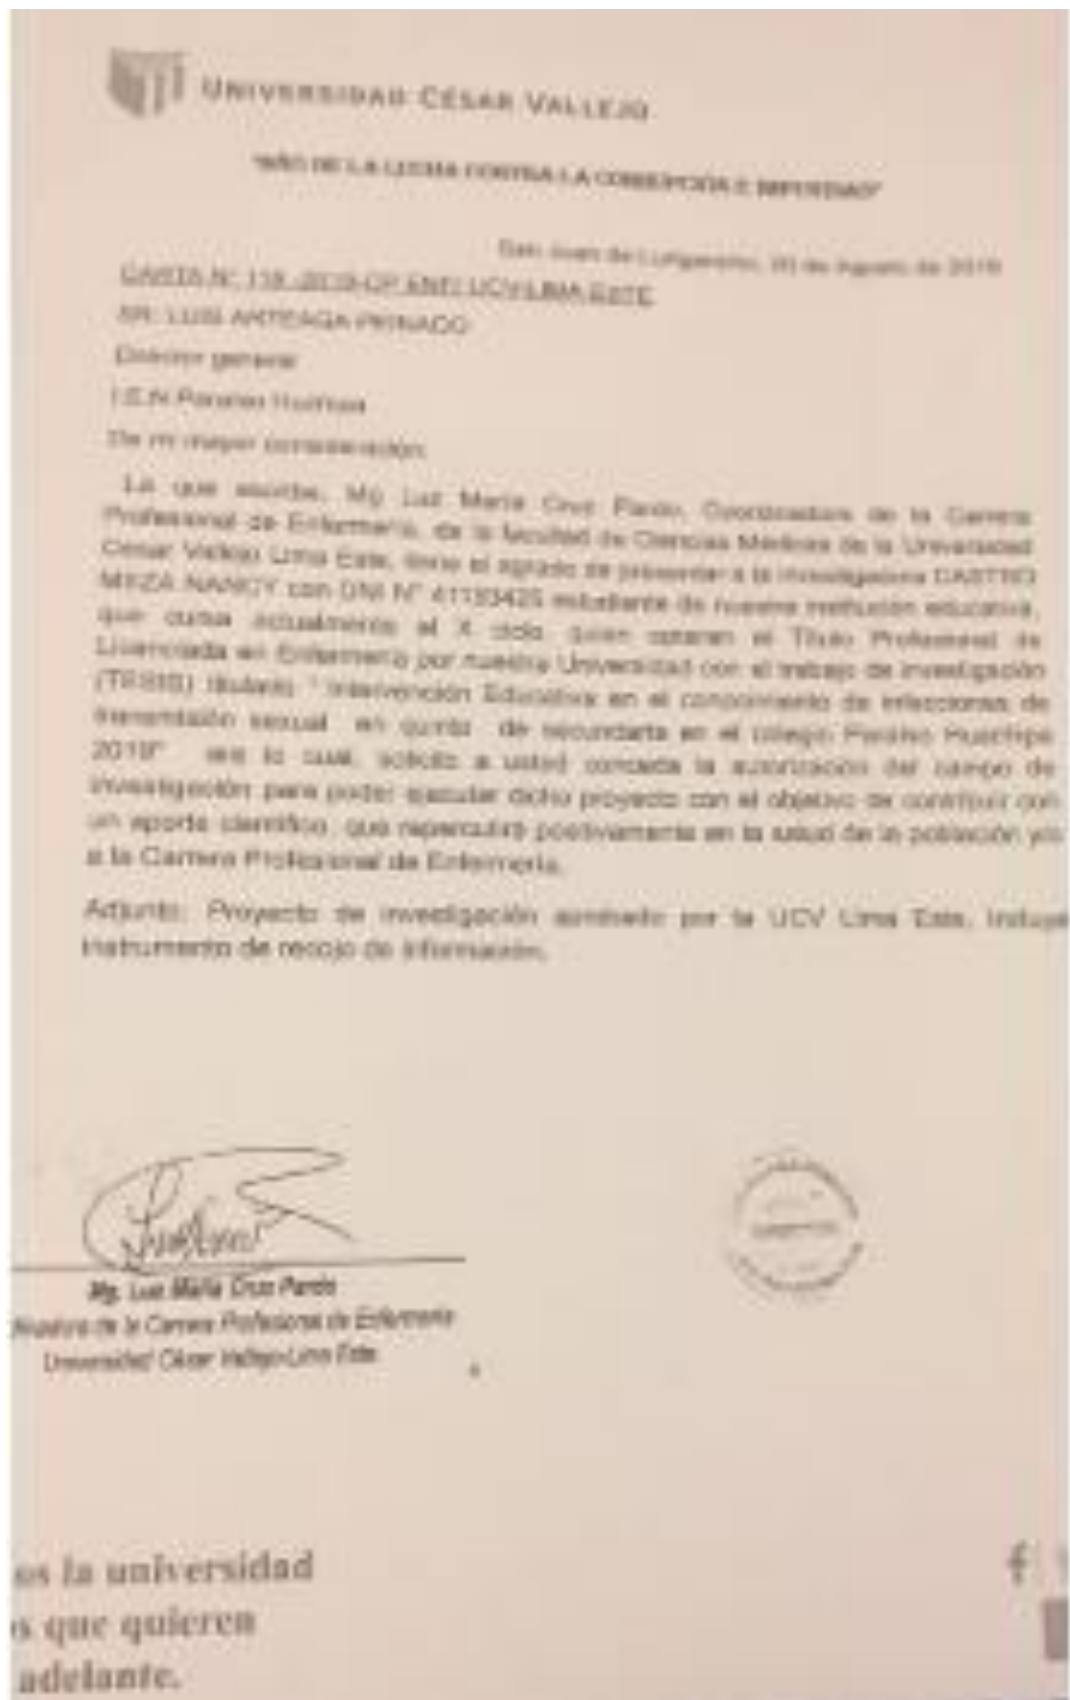 UNIVERSIDAD CÉSAR VALLEJO
"AÑO DE LA LUCHA CONTRA LA CORRUPCIÓN E IMPUNIDAD"
San Juan de Lurigancho, de Agosto de 2019
CARTA N° -2019-CP ENF/ UCV-LIMA ESTE
SR: LUIS ARTEAGA
Director general
I.E.N Paraíso Huachipa
De mi mayor consideración:
La que escribe, Mg Luz María Cruz Pardo, Coordinadora de la Carrera
Profesional de Enfermería, de la facultad de Ciencias Médicas de la Universidad
César Vallejo Lima Este, tiene el agrado de presentar a la investigadora CASTRO
MEZA NANCY con DNI N° estudiante de nuestra institución educativa,
que cursa actualmente el X ciclo, quien optaran el Título Profesional de
Licenciada en Enfermería por nuestra Universidad con el trabajo de investigación
(TESIS) titulado " Intervención Educativa en el conocimiento de infecciones de
transmisión sexual en quinto de secundaria en el colegio Paraíso Huachipa
2019" lo cual, solicito a usted conceda la autorización del campo de
investigación para poder ejecutar dicho proyecto con el objetivo de contribuir con
un aporte científico, que repercutirá positivamente en la salud de la población y/o
a la Carrera Profesional de Enfermería.
Adjunto: Proyecto de investigación aprobado por la UCV Lima Este, Incluye
instrumento de recojo de información.
Mg. Luz María Cruz Pardo
de la Carrera Profesional de Enfermería
Universidad César Vallejo-Lima Este
os la universidad
s que quieren
adelante.